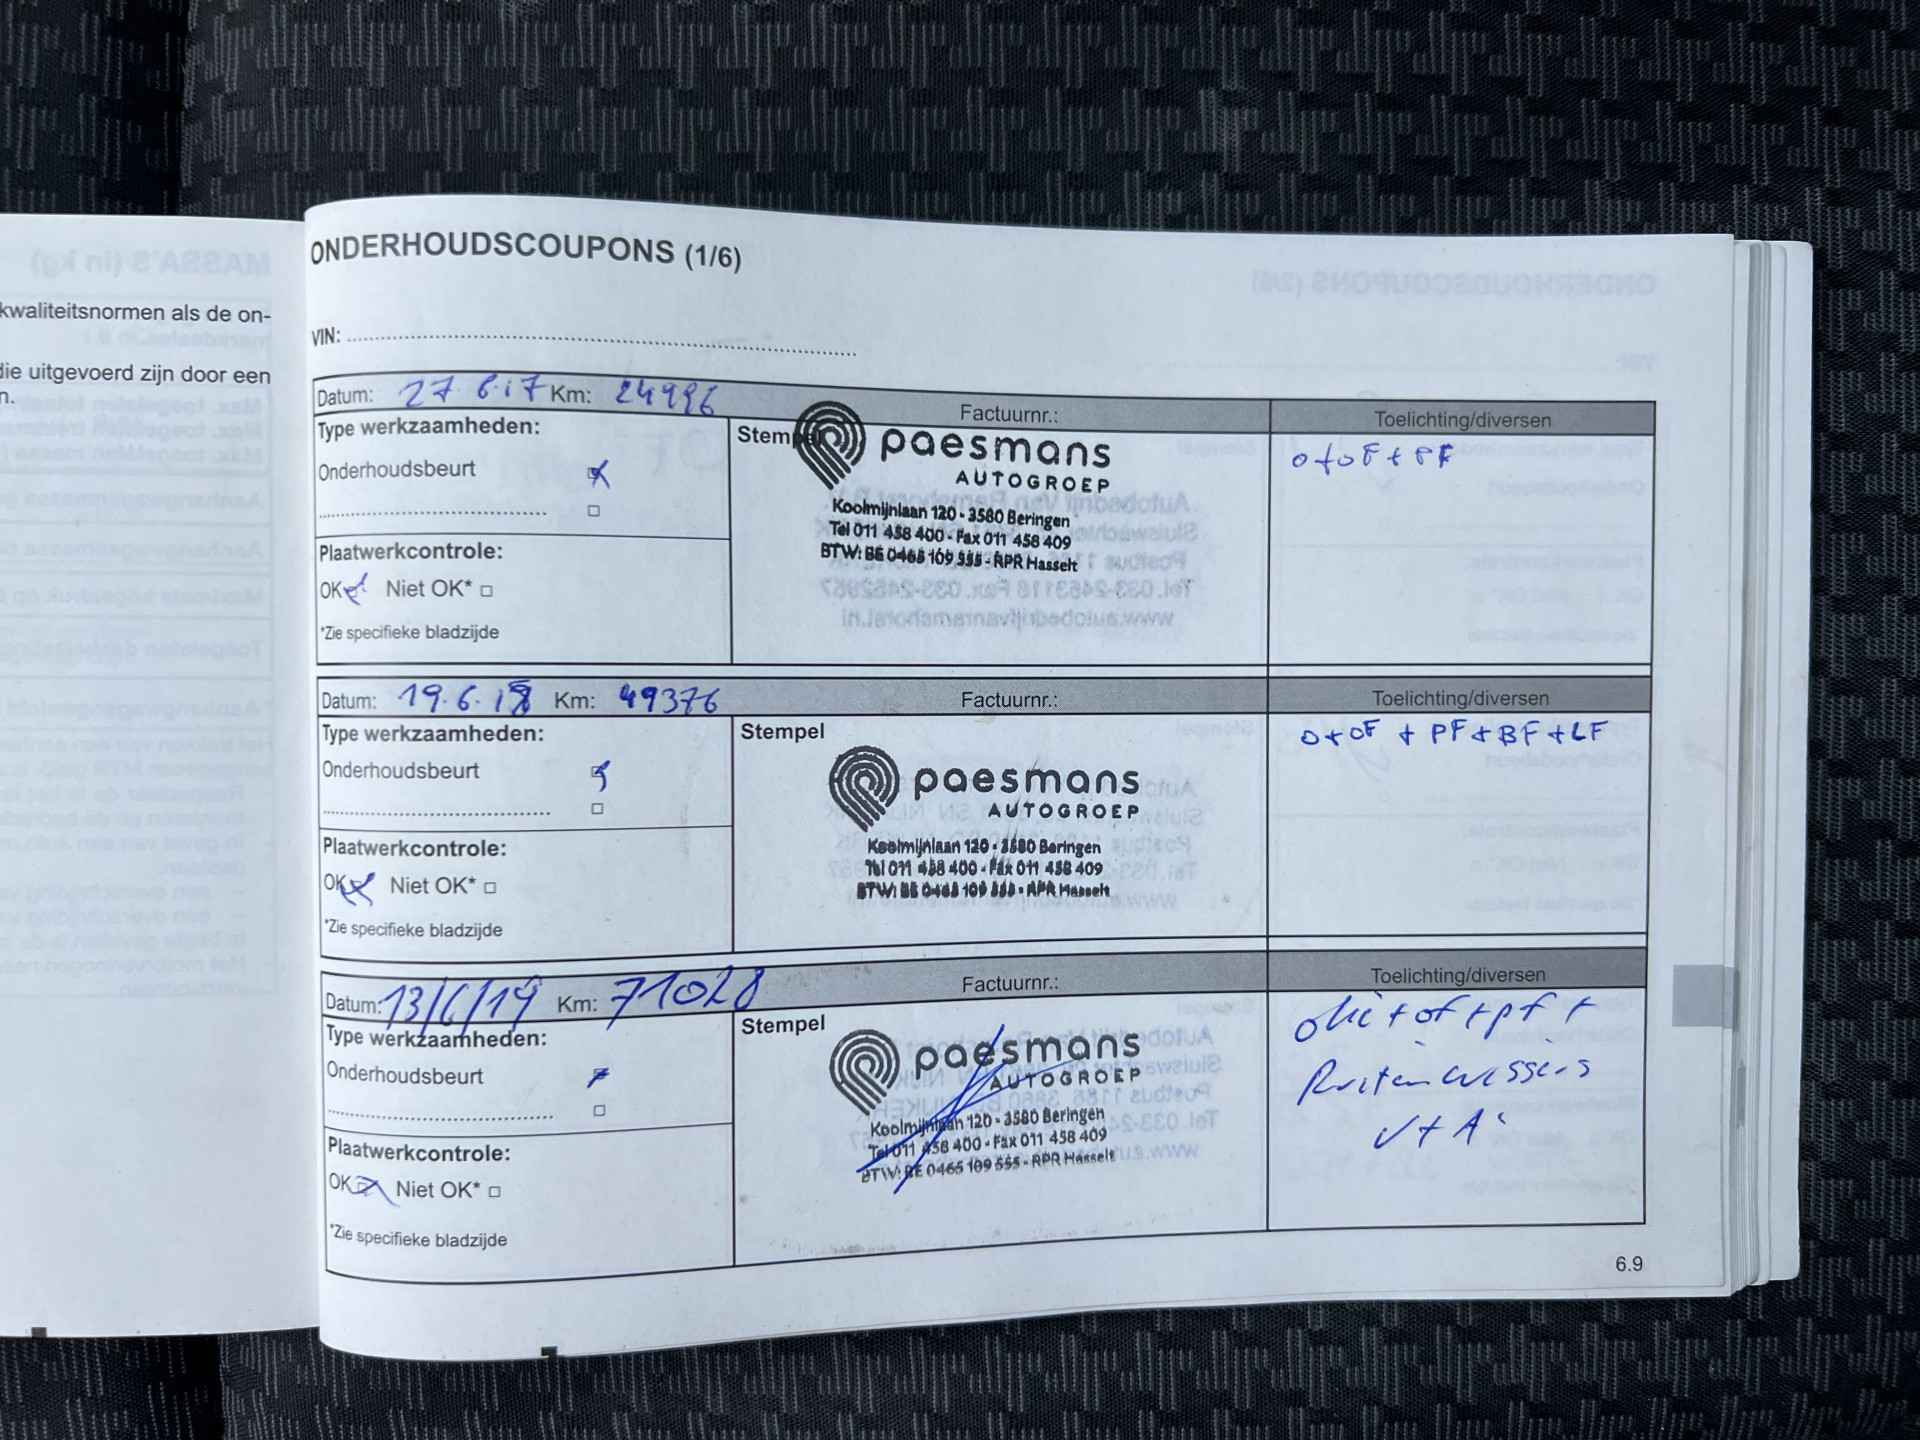 kwaliteitsnormen als de on-
die uitgevoerd zijn door een
n.
ONDERHOUDSCOUPONS (1/6)
VIN:
Datum: 27.6.17 Km: 24996
Factuurnr.:
Toelichting/diversen
Type werkzaamheden:
Onderhoudsbeurt
Plaatwerkcontrole:
OK Niet OK*
*Zie specifieke bladzijde
Stempel
paesmans
AUTOGROEP
Koolmijnlaan 120 - 3580 Beringen
Tel 011 458 400 - Fax 011 458 409
BTW: BE 0465 109 555 - RPR Hasselt
O+OF+PF
Datum: 19.6.18 Km: 49376
Factuurnr.:
Toelichting/diversen
Type werkzaamheden:
Onderhoudsbeurt
Plaatwerkcontrole:
OK Niet OK*
*Zie specifieke bladzijde
Stempel
paesmans
AUTOGROEP
Koolmijnlaan 120 - 3580 Beringen
Tel 011 458 400 - Fax 011 458 409
BTW: BE 0465 109 555 - RPR Hasselt
O+OF + PF+BF+LF
Datum: 13/6/19 Km: 71028
Factuurnr.:
Toelichting/diversen
Type werkzaamheden:
Onderhoudsbeurt
Plaatwerkcontrole:
OK Niet OK*
*Zie specifieke bladzijde
Stempel
paesmans
AUTOGROEP
Koolmijnlaan 120 - 3580 Beringen
Tel 011 458 400 - Fax 011 458 409
BTW: BE 0465 109 555 - RPR Hasselt
olie+of+pf+
Ruitenwissers
V+A
6.9